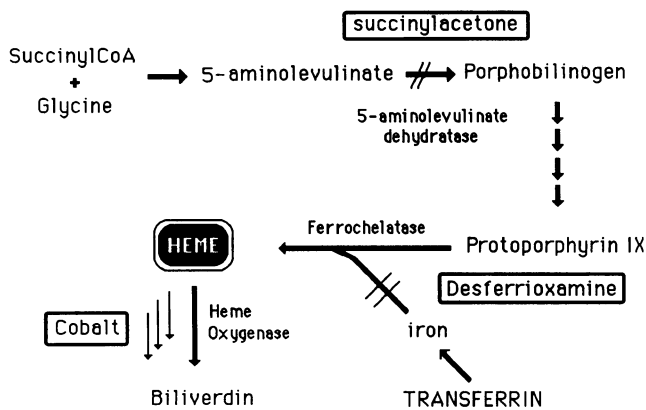 succinylacetone
SuccinylCoA
+
Glycine
5-aminolevulinate
Porphobilinogen
5-aminolevulinate
dehydratase
Ferrochelatase
HEME
Protoporphyrin IX
Desferrioxamine
Cobalt
Heme
Oxygenase
iron
Biliverdin
TRANSFERRIN